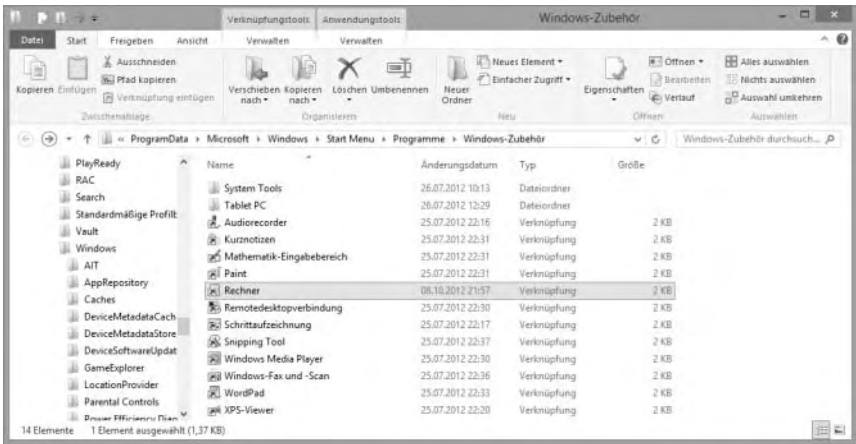 Verknüpfungstools Anwendungstools Windows-Zubehör
Datei Start Freigeben Ansicht Verwalten Verwalten
Kopieren Einfügen
Ausschneiden
Pfad kopieren
Verknüpfung einfügen
Zwischenablage
Verschieben nach Kopieren nach Löschen Umbenennen
Organisieren
Neuer Ordner
Neues Element
Einfacher Zugriff
Neu
Eigenschaften
Öffnen
Bearbeiten
Verlauf
Öffnen
Alles auswählen
Nichts auswählen
Auswahl umkehren
Auswählen
« ProgramData Microsoft Windows Start Menu Programme Windows-Zubehör
Windows-Zubehör durchsuch...
PlayReady
RAC
Search
Standardmäßige Profilb
Vault
Windows
AIT
AppRepository
Caches
DeviceMetadataCach
DeviceMetadataStore
DeviceSoftwareUpdat
GameExplorer
LocationProvider
Parental Controls
Power Efficiency Diag
Name Änderungsdatum Typ Größe
System Tools 26.07.2012 10:13 Dateiordner
Tablet PC 26.07.2012 12:29 Dateiordner
Audiorecorder 25.07.2012 22:16 Verknüpfung 2 KB
Kurznotizen 25.07.2012 22:31 Verknüpfung 2 KB
Mathematik-Eingabebereich 25.07.2012 22:31 Verknüpfung 2 KB
Paint 25.07.2012 22:31 Verknüpfung 2 KB
Rechner 08.10.2012 21:57 Verknüpfung 2 KB
Remotedesktopverbindung 25.07.2012 22:30 Verknüpfung 2 KB
Schrittaufzeichnung 25.07.2012 22:17 Verknüpfung 2 KB
Snipping Tool 25.07.2012 22:37 Verknüpfung 2 KB
Windows Media Player 25.07.2012 22:30 Verknüpfung 2 KB
Windows-Fax und -Scan 25.07.2012 22:36 Verknüpfung 2 KB
WordPad 25.07.2012 22:33 Verknüpfung 2 KB
XPS-Viewer 25.07.2012 22:20 Verknüpfung 2 KB
14 Elemente 1 Element ausgewählt (1,37 KB)